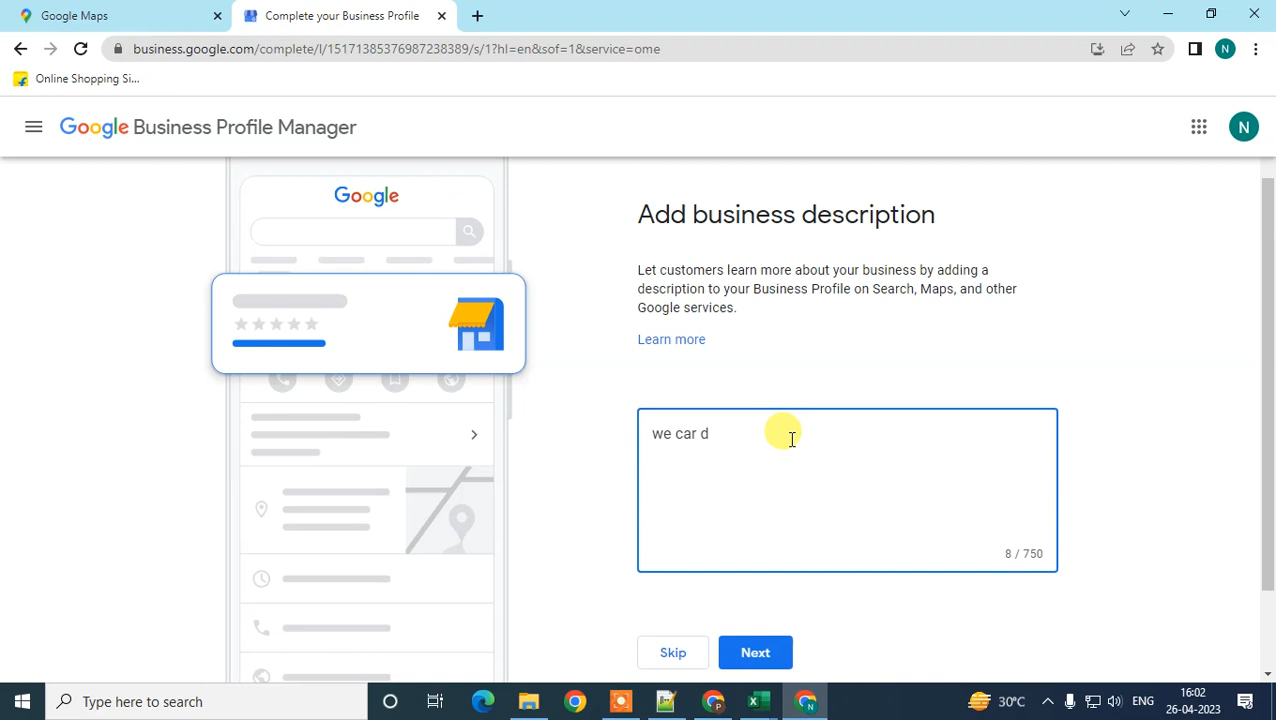 Google Maps
Complete your Business Profile
business.google.com/complete/l/15171385376987238389/s/1?hl=en&sof=1&service=ome
N
Online Shopping Si...
Google Business Profile Manager
N
Google
Add business description
Let customers learn more about your business by adding a
description to your Business Profile on Search, Maps, and other
Google services.
Learn more
we car d
8 / 750
Skip
Next
Type here to search
N
30°C
ENG
16:02
26-04-2023